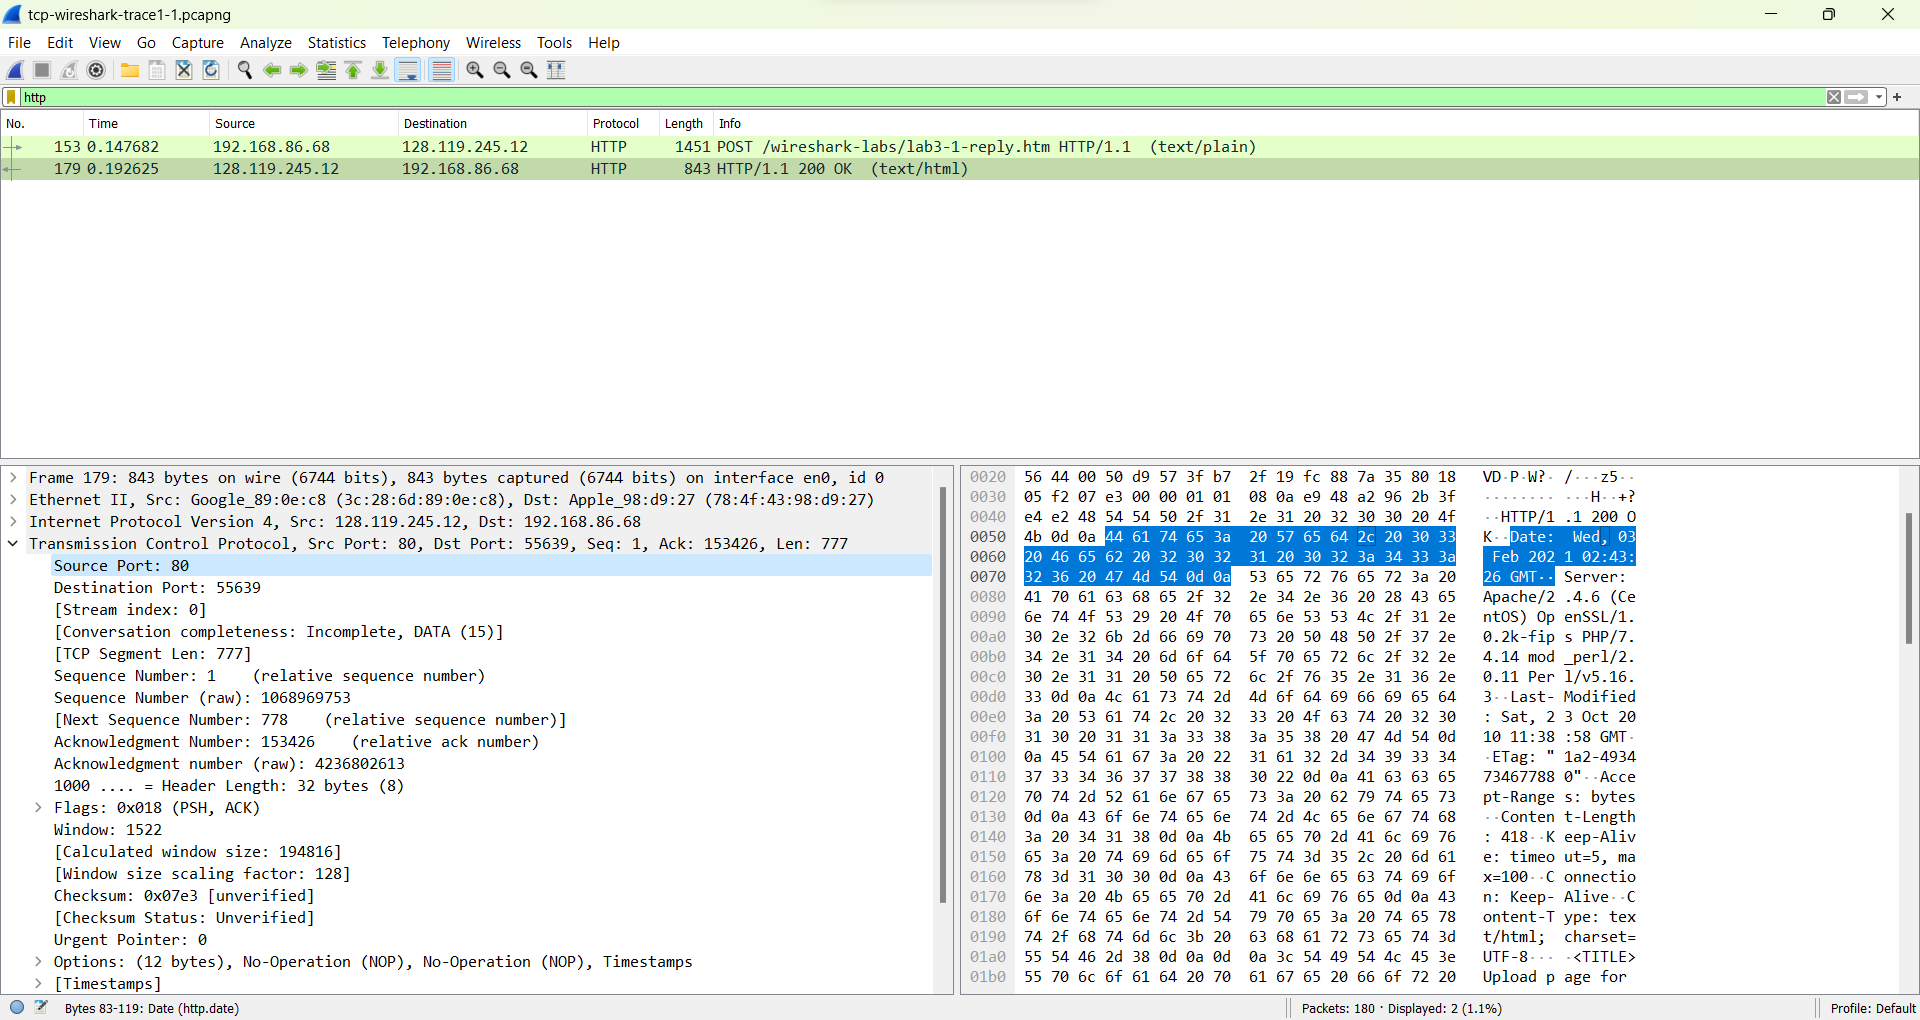 tcp-wireshark-trace1-1.pcapng
File Edit View Go Capture Analyze Statistics Telephony Wireless Tools Help
http
No. Time Source Destination Protocol Length Info
153 0.147682 192.168.86.68 128.119.245.12 HTTP 1451 POST /wireshark-labs/lab3-1-reply.htm HTTP/1.1 (text/plain)
179 0.192625 128.119.245.12 192.168.86.68 HTTP 843 HTTP/1.1 200 OK (text/html)
Frame 179: 843 bytes on wire (6744 bits), 843 bytes captured (6744 bits) on interface en0, id 0
Ethernet II, Src: Google_89:0e:c8 (3c:28:6d:89:0e:c8), Dst: Apple_98:d9:27 (78:4f:43:98:d9:27)
Internet Protocol Version 4, Src: 128.119.245.12, Dst: 192.168.86.68
Transmission Control Protocol, Src Port: 80, Dst Port: 55639, Seq: 1, Ack: 153426, Len: 777
Source Port: 80
Destination Port: 55639
[Stream index: 0]
[Conversation completeness: Incomplete, DATA (15)]
[TCP Segment Len: 777]
Sequence Number: 1 (relative sequence number)
Sequence Number (raw): 1068969753
[Next Sequence Number: 778 (relative sequence number)]
Acknowledgment Number: 153426 (relative ack number)
Acknowledgment number (raw): 4236802613
1000 .... = Header Length: 32 bytes (8)
Flags: 0x018 (PSH, ACK)
Window: 1522
[Calculated window size: 194816]
[Window size scaling factor: 128]
Checksum: 0x07e3 [unverified]
[Checksum Status: Unverified]
Urgent Pointer: 0
Options: (12 bytes), No-Operation (NOP), No-Operation (NOP), Timestamps
[Timestamps]
0020 56 44 00 50 d9 57 3f b7 2f 19 fc 88 7a 35 80 18 VD·P·W?· /···z5··
0030 05 f2 07 e3 00 00 01 01 08 0a e9 48 a2 96 2b 3f ········ ···H··+?
0040 e4 e2 48 54 54 50 2f 31 2e 31 20 32 30 30 20 4f ··HTTP/1 .1 200 O
0050 4b 0d 0a 44 61 74 65 3a 20 57 65 64 2c 20 30 33 K··Date: Wed, 03
0060 20 46 65 62 20 32 30 32 31 20 30 32 3a 34 33 3a Feb 202 1 02:43:
0070 32 36 20 47 4d 54 0d 0a 53 65 72 76 65 72 3a 20 26 GMT·· Server:
0080 41 70 61 63 68 65 2f 32 2e 34 2e 36 20 28 43 65 Apache/2 .4.6 (Ce
0090 6e 74 4f 53 29 20 4f 70 65 6e 53 53 4c 2f 31 2e ntOS) Op enSSL/1.
00a0 30 2e 32 6b 2d 66 69 70 73 20 50 48 50 2f 37 2e 0.2k-fip s PHP/7.
00b0 34 2e 31 34 20 6d 6f 64 5f 70 65 72 6c 2f 32 2e 4.14 mod _perl/2.
00c0 30 2e 31 31 20 50 65 72 6c 2f 76 35 2e 31 36 2e 0.11 Per l/v5.16.
00d0 33 0d 0a 4c 61 73 74 2d 4d 6f 64 69 66 69 65 64 3··Last- Modified
00e0 3a 20 53 61 74 2c 20 32 33 20 4f 63 74 20 32 30 : Sat, 2 3 Oct 20
00f0 31 30 20 31 31 3a 33 38 3a 35 38 20 47 4d 54 0d 10 11:38 :58 GMT·
0100 0a 45 54 61 67 3a 20 22 31 61 32 2d 34 39 33 34 ·ETag: " 1a2-4934
0110 37 33 34 36 37 37 38 38 30 22 0d 0a 41 63 63 65 73467788 0"··Acce
0120 70 74 2d 52 61 6e 67 65 73 3a 20 62 79 74 65 73 pt-Range s: bytes
0130 0d 0a 43 6f 6e 74 65 6e 74 2d 4c 65 6e 67 74 68 ··Conten t-Length
0140 3a 20 34 31 38 0d 0a 4b 65 65 70 2d 41 6c 69 76 : 418··K eep-Aliv
0150 65 3a 20 74 69 6d 65 6f 75 74 3d 35 2c 20 6d 61 e: timeo ut=5, ma
0160 78 3d 31 30 30 0d 0a 43 6f 6e 6e 65 63 74 69 6f x=100··C onnectio
0170 6e 3a 20 4b 65 65 70 2d 41 6c 69 76 65 0d 0a 43 n: Keep- Alive··C
0180 6f 6e 74 65 6e 74 2d 54 79 70 65 3a 20 74 65 78 ontent-T ype: tex
0190 74 2f 68 74 6d 6c 3b 20 63 68 61 72 73 65 74 3d t/html; charset=
01a0 55 54 46 2d 38 0d 0a 0d 0a 3c 54 49 54 4c 45 3e UTF-8··· ·<TITLE>
01b0 55 70 6c 6f 61 64 20 70 61 67 65 20 66 6f 72 20 Upload p age for
Bytes 83-119: Date (http.date)
Packets: 180 · Displayed: 2 (1.1%)
Profile: Default